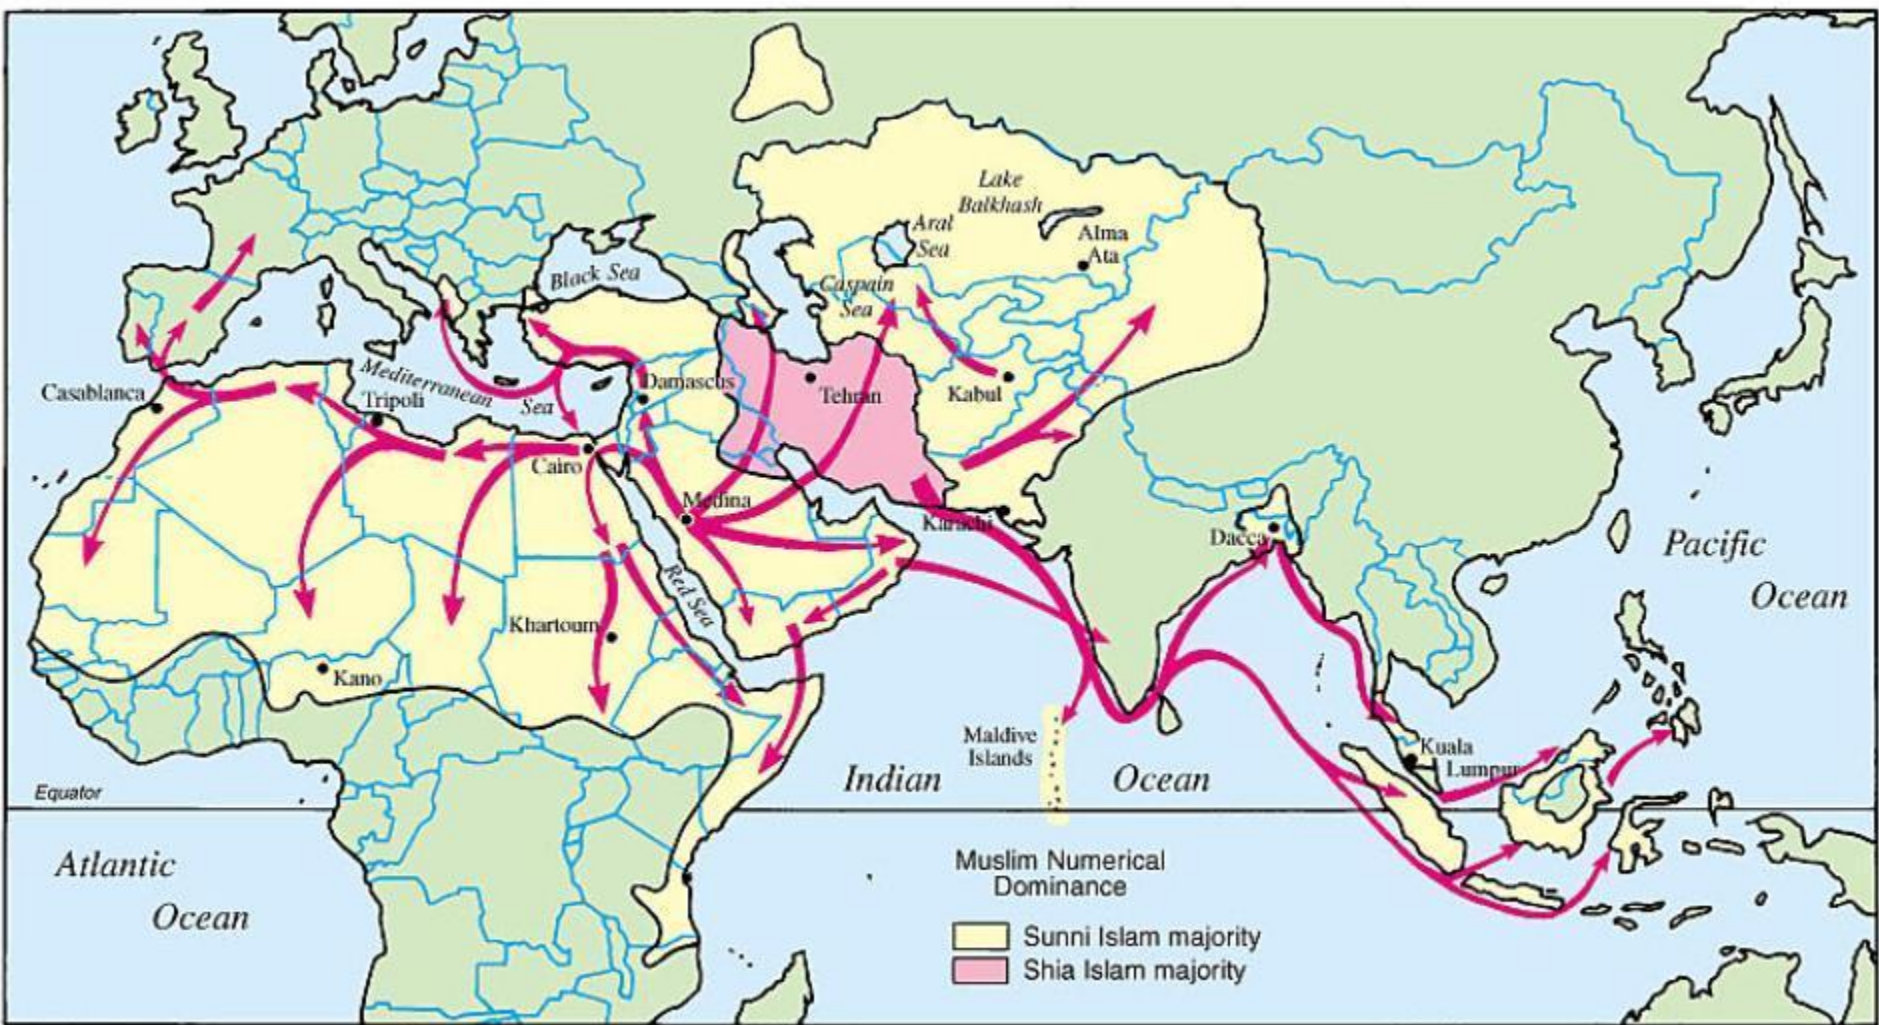 Lake
Balkhash
Aral
Sea
Alma
Ata
Black Sea
Caspain
Sea
Casablanca
Mediterranean
Sea
Tripoli
Damascus
Tehran
Kabul
Cairo
Medina
Karachi
Dacca
Pacific
Ocean
Red Sea
Khartoum
Kano
Maldive
Islands
Kuala
Lumpur
Indian
Ocean
Equator
Atlantic
Ocean
Muslim Numerical
Dominance
Sunni Islam majority
Shia Islam majority